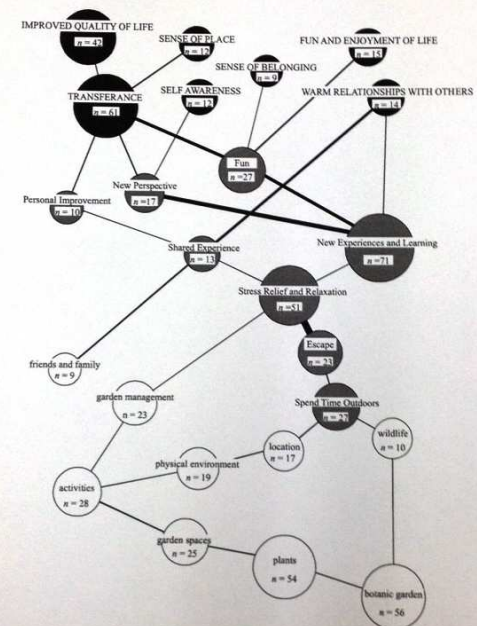 IMPROVED QUALITY OF LIFE
n = 42
SENSE OF PLACE
n = 12
FUN AND ENJOYMENT OF LIFE
n = 15
SENSE OF BELONGING
n = 9
TRANSFERANCE
n = 61
SELF AWARENESS
n = 12
WARM RELATIONSHIPS WITH OTHERS
n = 14
Fun
n =27
New Perspective
n =17
Personal Improvement
n = 10
Shared Experience
n = 13
New Experiences and Learning
n =71
Stress Relief and Relaxation
n =51
Escape
n = 23
friends and family
n = 9
garden management
n = 23
Spend Time Outdoors
n = 27
wildlife
n = 10
location
n = 17
physical environment
n = 19
activities
n = 28
garden spaces
n = 25
plants
n = 54
botanic garden
n = 56